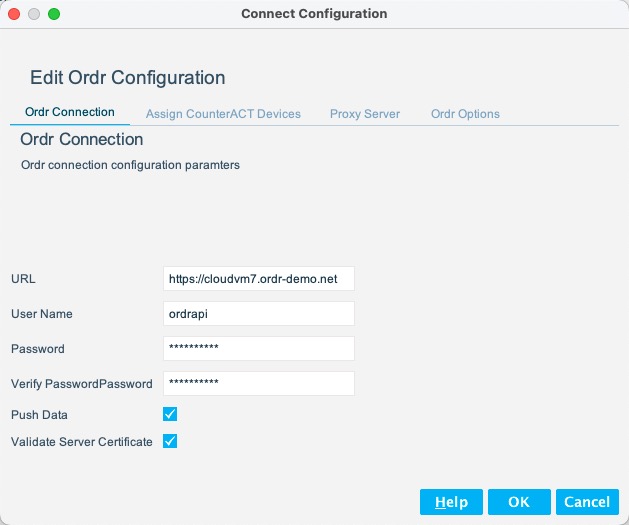 Connect Configuration
Edit Ordr Configuration
Ordr Connection Assign CounterACT Devices Proxy Server Ordr Options
Ordr Connection
Ordr connection configuration paramters
URL https://cloudvm7.ordr-demo.net
User Name ordrapi
Password **********
Verify PasswordPassword **********
Push Data
Validate Server Certificate
Help OK Cancel